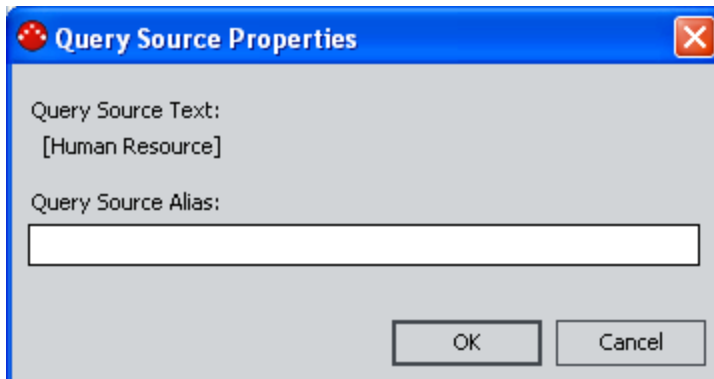 Query Source Properties
Query Source Text:
[Human Resource]
Query Source Alias:
OK Cancel